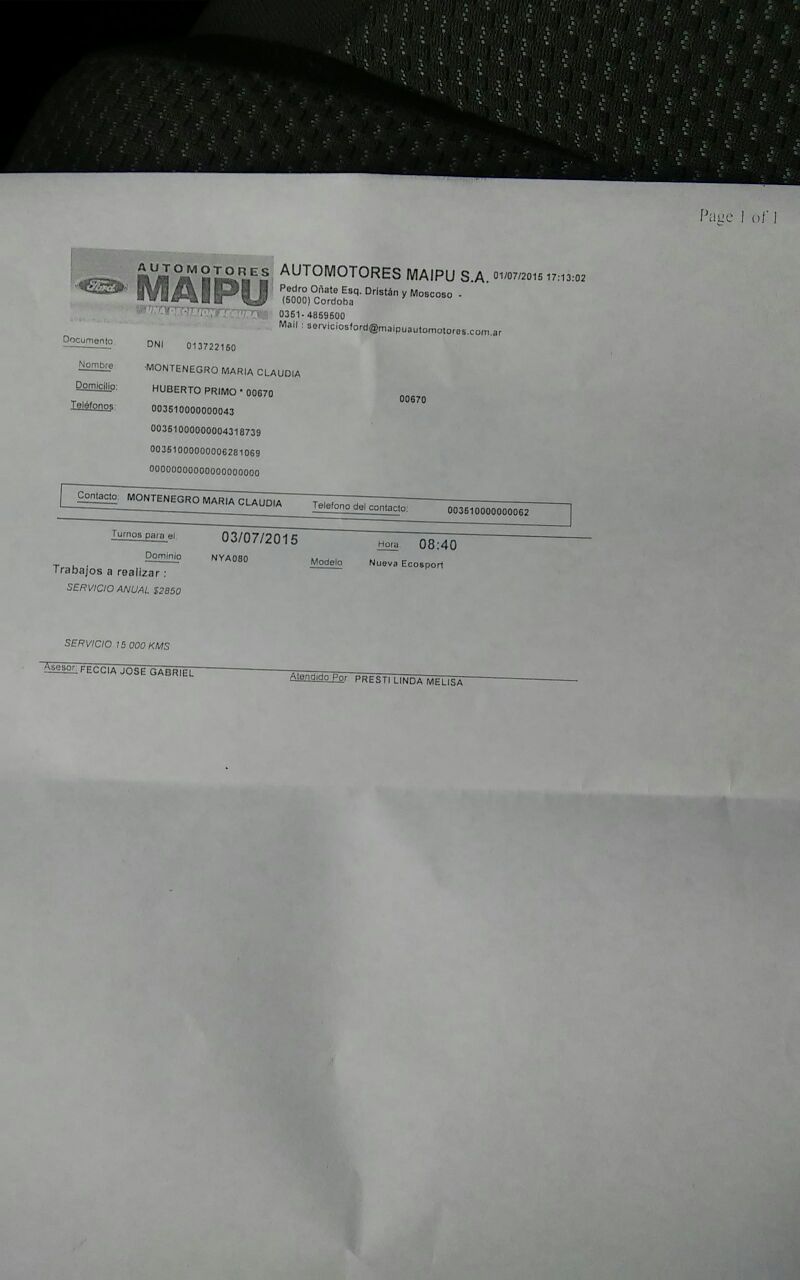 Page 1 of 1
AUTOMOTORES
MAIPU
UNA DECISION SEGURA
Ford
AUTOMOTORES MAIPU S.A. 01/07/2015 17:13:02
Pedro Oñate Esq. Dristán y Moscoso -
(5000) Cordoba
0351- 4859500
Mail : serviciosford@maipuautomotores.com.ar
Documento DNI 013722150
Nombre MONTENEGRO MARIA CLAUDIA
Domicilio: HUBERTO PRIMO * 00670 00670
Teléfonos: 003510000000043
00351000000004318739
00351000000006281069
00000000000000000000
Contacto: MONTENEGRO MARIA CLAUDIA Telefono del contacto: 003510000000062
Turnos para el: 03/07/2015 Hora 08:40
Dominio NYA080 Modelo Nueva Ecosport
Trabajos a realizar :
SERVICIO ANUAL $2850
SERVICIO 15 000 KMS
Asesor: FECCIA JOSE GABRIEL Atendido Por PRESTI LINDA MELISA